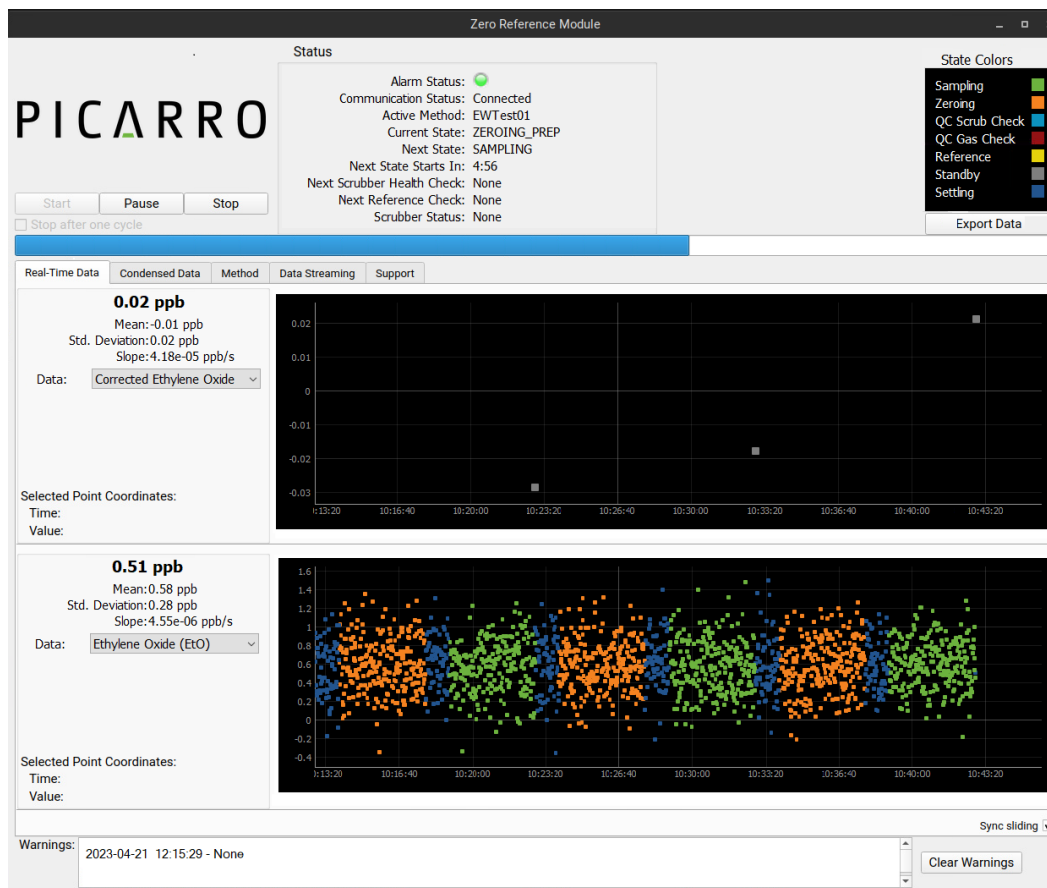 Zero Reference Module
PICARRO
Status
Alarm Status:
Communication Status: Connected
Active Method: EWTest01
Current State: ZEROING_PREP
Next State: SAMPLING
Next State Starts In: 4:56
Next Scrubber Health Check: None
Next Reference Check: None
Scrubber Status: None
State Colors
Sampling
Zeroing
QC Scrub Check
QC Gas Check
Reference
Standby
Settling
Start Pause Stop
Stop after one cycle
Export Data
Real-Time Data Condensed Data Method Data Streaming Support
0.02 ppb
Mean:-0.01 ppb
Std. Deviation:0.02 ppb
Slope:4.18e-05 ppb/s
Data: Corrected Ethylene Oxide
Selected Point Coordinates:
Time:
Value:
0.02
0.01
0
-0.01
-0.02
-0.03
):13:20 10:16:40 10:20:00 10:23:20 10:26:40 10:30:00 10:33:20 10:36:40 10:40:00 10:43:20
0.51 ppb
Mean:0.58 ppb
Std. Deviation:0.28 ppb
Slope:4.55e-06 ppb/s
Data: Ethylene Oxide (EtO)
Selected Point Coordinates:
Time:
Value:
1.6
1.4
1.2
1
0.8
0.6
0.4
0.2
0
-0.2
-0.4
):13:20 10:16:40 10:20:00 10:23:20 10:26:40 10:30:00 10:33:20 10:36:40 10:40:00 10:43:20
Sync sliding
Warnings:
2023-04-21 12:15:29 - None
Clear Warnings